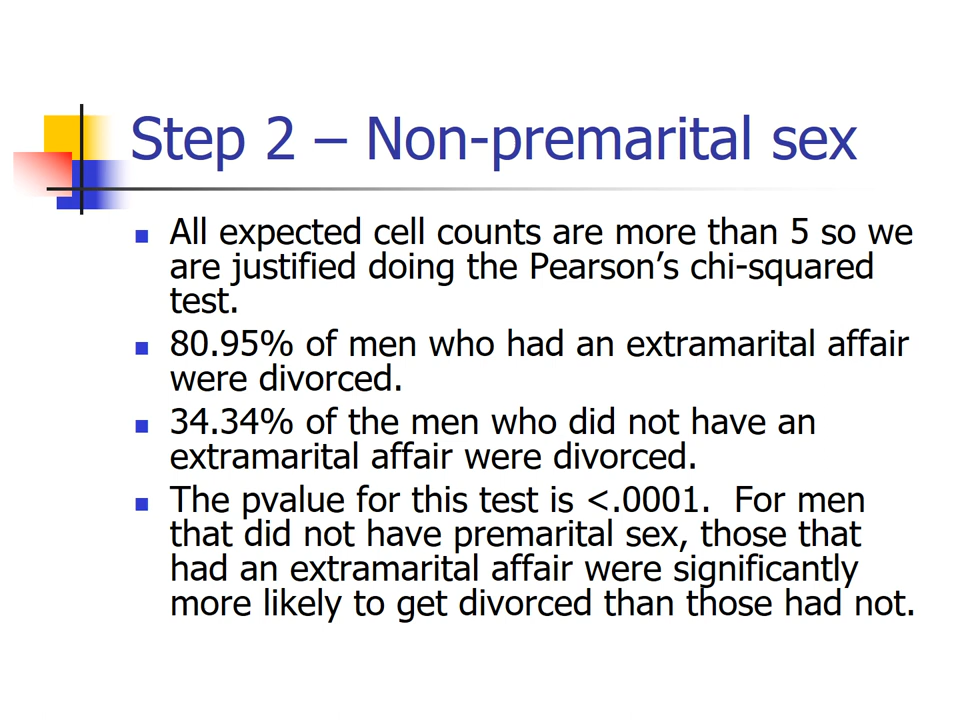 Step 2 – Non-premarital sex
All expected cell counts are more than 5 so we
are justified doing the Pearson’s chi-squared
test.
80.95% of men who had an extramarital affair
were divorced.
34.34% of the men who did not have an
extramarital affair were divorced.
The pvalue for this test is <.0001.  For men
that did not have premarital sex, those that
had an extramarital affair were significantly
more likely to get divorced than those had not.